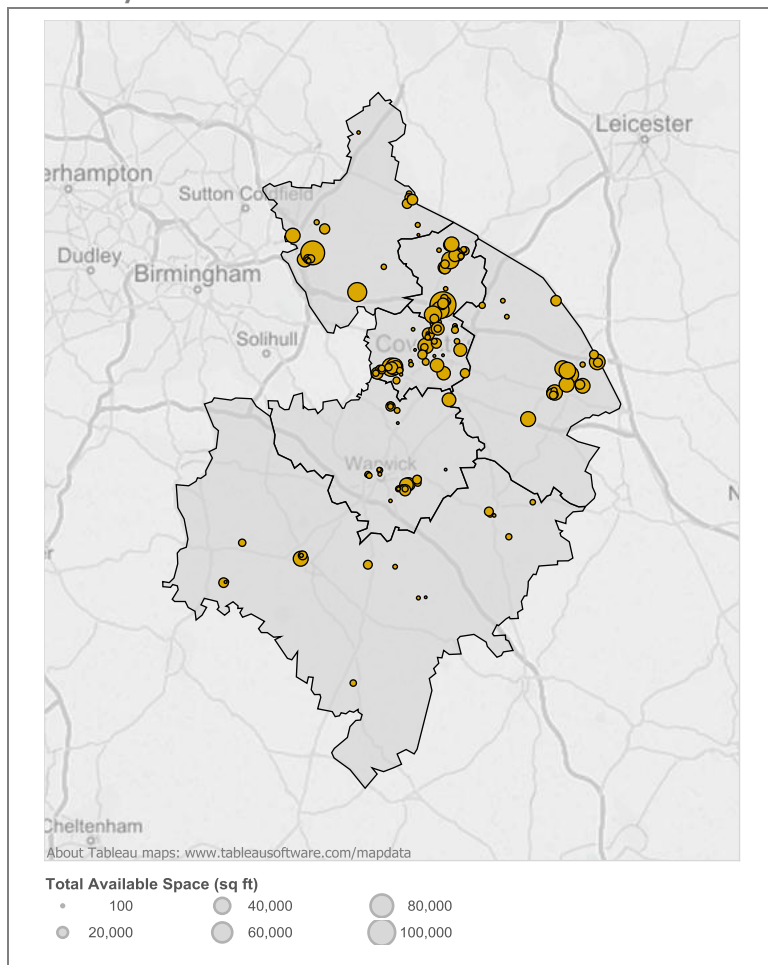 Leicester
erhampton
Sutton Coldfield
Dudley
Birmingham
Solihull
Warwick
N
er
Cheltenham
About Tableau maps: www.tableausoftware.com/mapdata
Total Available Space (sq ft)
100 40,000 80,000
20,000 60,000 100,000